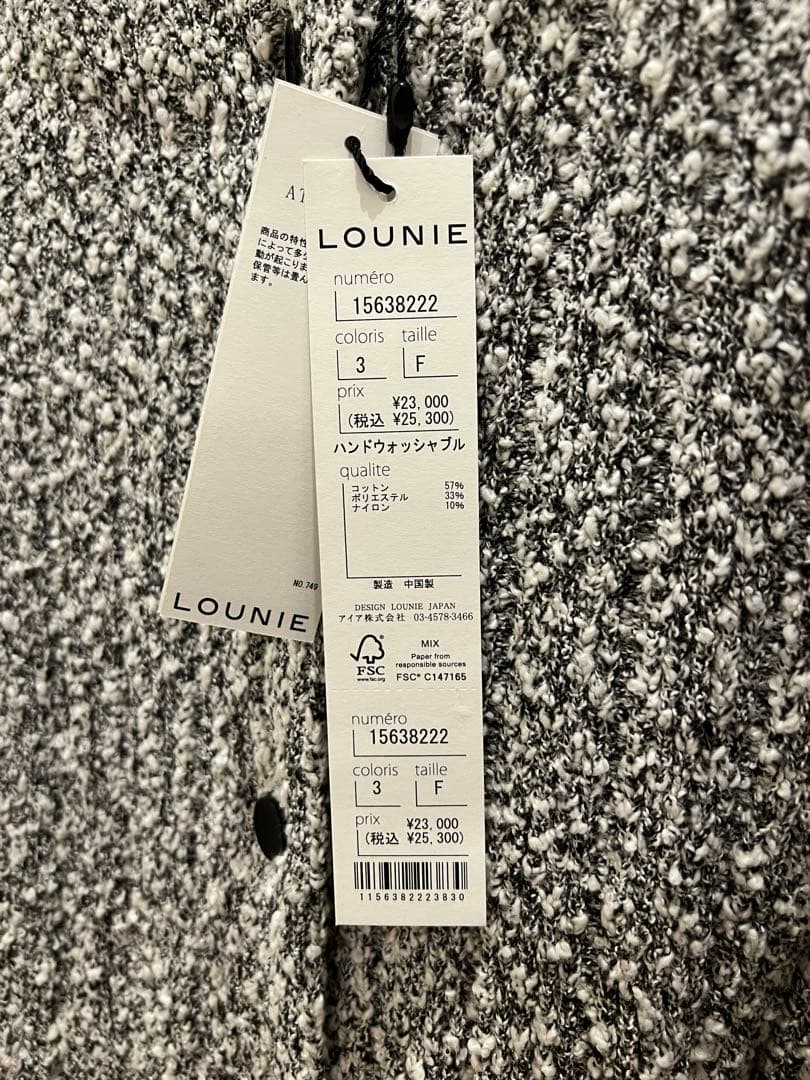 商品の特性
によって多
動が起こりま
保管等は畳ん
ます。
NO.749
LOUNIE
LOUNIE
numéro
15638222
coloris taille
3 F
prix
¥23,000
(税込 ¥25,300)
ハンドウォッシャブル
qualite
コットン 57%
ポリエステル 33%
ナイロン 10%
製造 中国製
DESIGN LOUNIE JAPAN
アイア株式会社 03-4578-3466
FSC
www.fsc.org
MIX
Paper from
responsible sources
FSC® C147165
numéro
15638222
coloris taille
3 F
prix
¥23,000
(税込 ¥25,300)
1156382223830